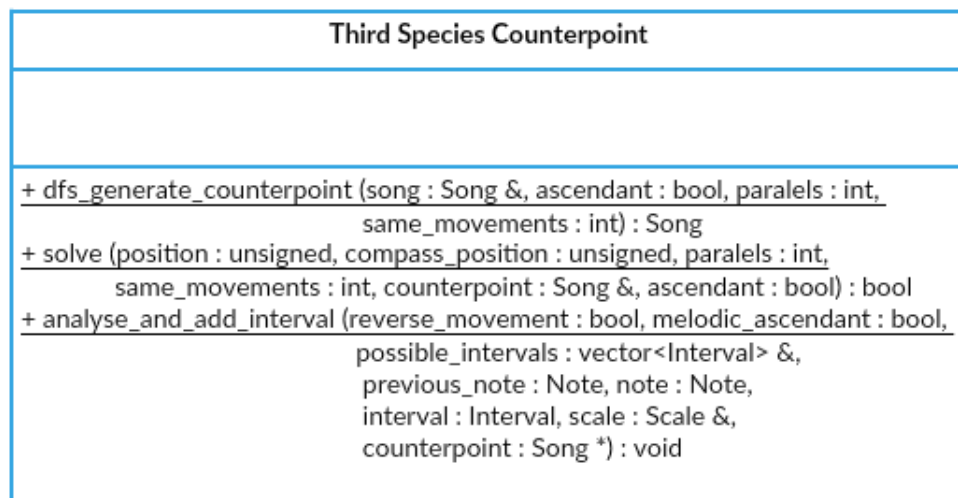 Third Species Counterpoint
+ dfs_generate_counterpoint (song : Song &, ascendant : bool, paralels : int,
same_movements : int) : Song
+ solve (position : unsigned, compass_position : unsigned, paralels : int,
same_movements : int, counterpoint : Song &, ascendant : bool) : bool
+ analyse_and_add_interval (reverse_movement : bool, melodic_ascendant : bool,
possible_intervals : vector<Interval> &,
previous_note : Note, note : Note,
interval : Interval, scale : Scale &,
counterpoint : Song *) : void